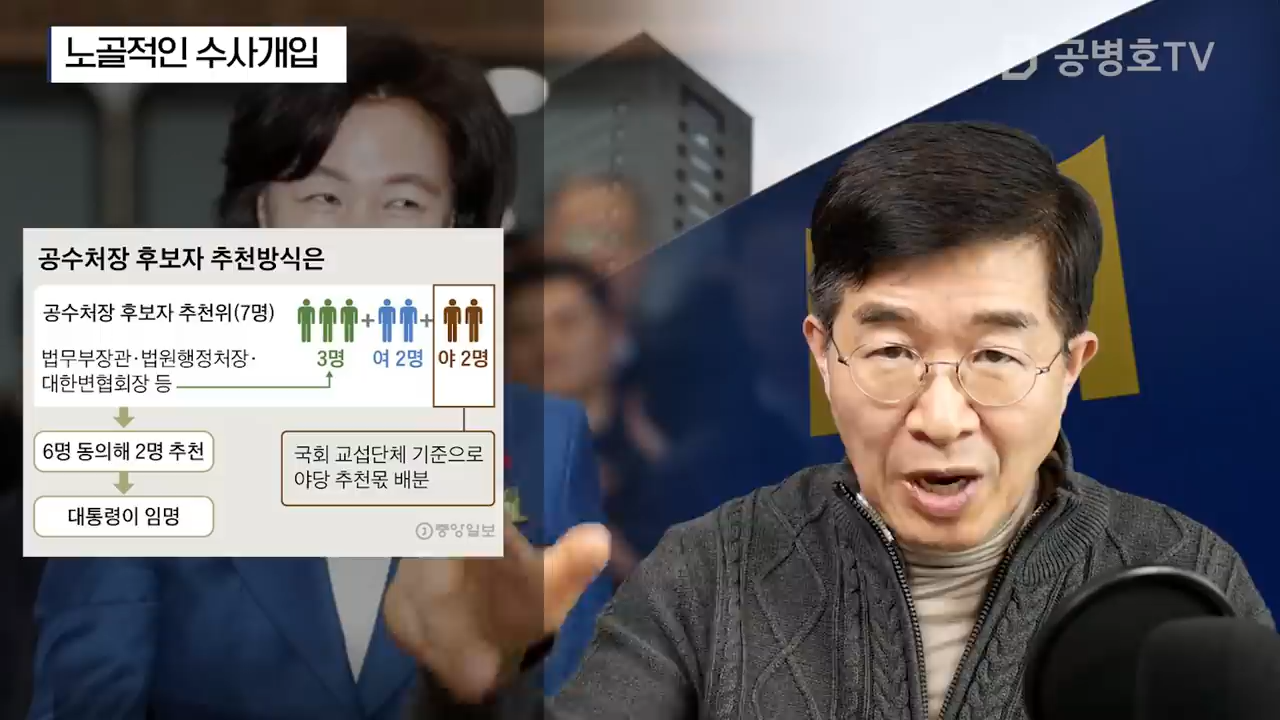 노골적인 수사개입
공병호TV
공수처장 후보자 추천방식은
공수처장 후보자 추천위(7명)
+ +
3명 여 2명 야 2명
법무부장관·법원행정처장·
대한변협회장 등
6명 동의해 2명 추천
대통령이 임명
국회 교섭단체 기준으로
야당 추천몫 배분
중앙일보